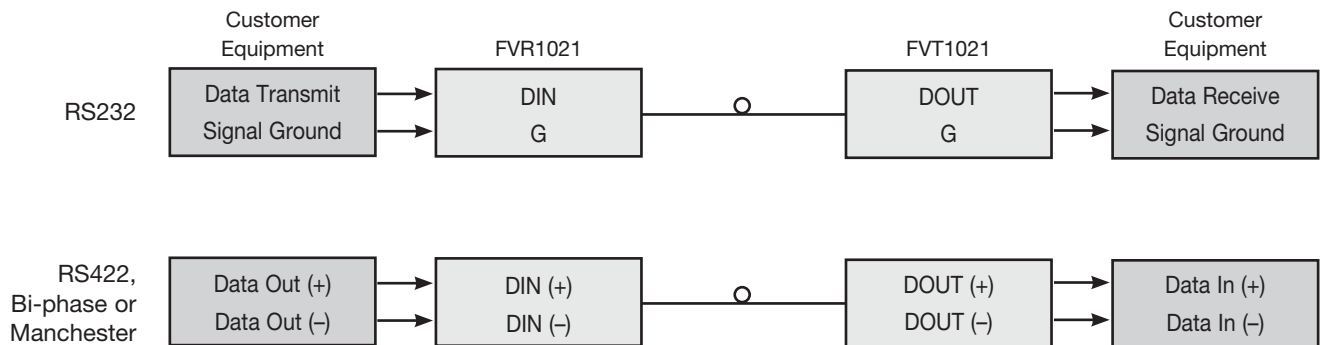 Customer
Equipment
FVR1021
FVT1021
Customer
Equipment
RS232
Data Transmit
Signal Ground
DIN
G
DOUT
G
Data Receive
Signal Ground
RS422,
Bi-phase or
Manchester
Data Out (+)
Data Out (–)
DIN (+)
DIN (–)
DOUT (+)
DOUT (–)
Data In (+)
Data In (–)